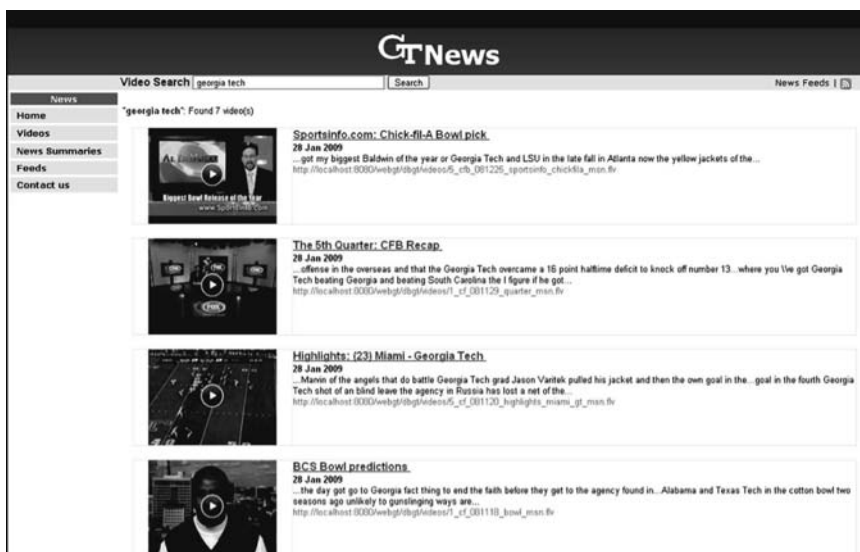 GTNews
Video Search georgia tech Search News Feeds |
News
Home
Videos
News Summaries
Feeds
Contact us
"georgia tech": Found 7 video(s)
Sportsinfo.com: Chick-fil-A Bowl pick
28 Jan 2009
...got my biggest Baldwin of the year or Georgia Tech and LSU in the late fall in Atlanta now the yellow jackets of the...
http://localhost:8080/webgt/dbgt/videos/5_cfb_081226_sportsinfo_chickfila_msn.flv
Biggest Bowl Release of the Year
www.SportsInfo.com
The 5th Quarter: CFB Recap
28 Jan 2009
...offense in the overseas and that the Georgia Tech overcame a 16 point halftime deficit to knock off number 13...where you \'ve got Georgia
Tech beating Georgia and beating South Carolina the I figure if he got...
http://localhost:8080/webgt/dbgt/videos/1_cf_081129_quarter_msn.flv
FOX
Highlights: (23) Miami - Georgia Tech
28 Jan 2009
...Marvin of the angels that do battle Georgia Tech grad Jason Varitek pulled his jacket and then the own goal in the...goal in the fourth Georgia
Tech shot of an blind leave the agency in Russia has lost a net of the...
http://localhost:8080/webgt/dbgt/videos/5_cf_081120_highlights_miami_gt_msn.flv
BCS Bowl predictions
28 Jan 2009
...the day got go to Georgia fact thing to end the faith before they get to the agency found in...Alabama and Texas Tech in the cotton bowl two
seasons ago unlikely to gunslinging ways are...
http://localhost:8080/webgt/dbgt/videos/1_cf_081118_bowl_msn.flv